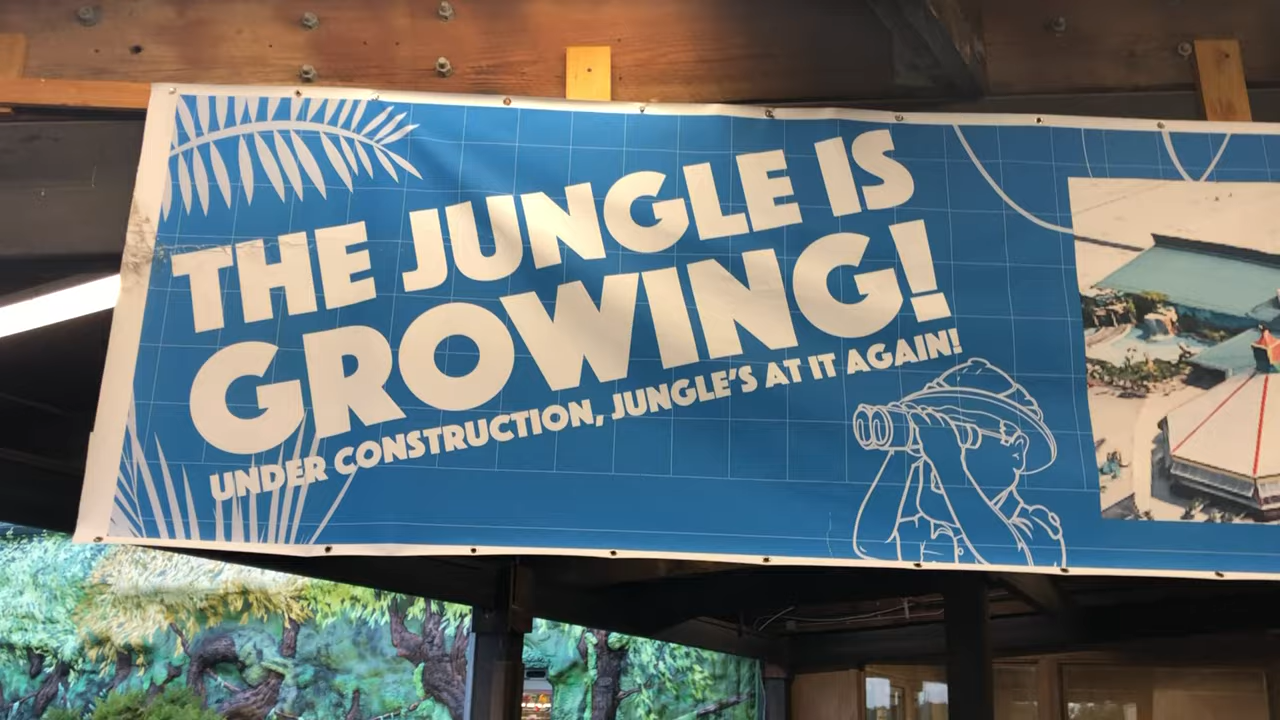 THE JUNGLE IS
GROWING!
UNDER CONSTRUCTION, JUNGLE'S AT IT AGAIN!